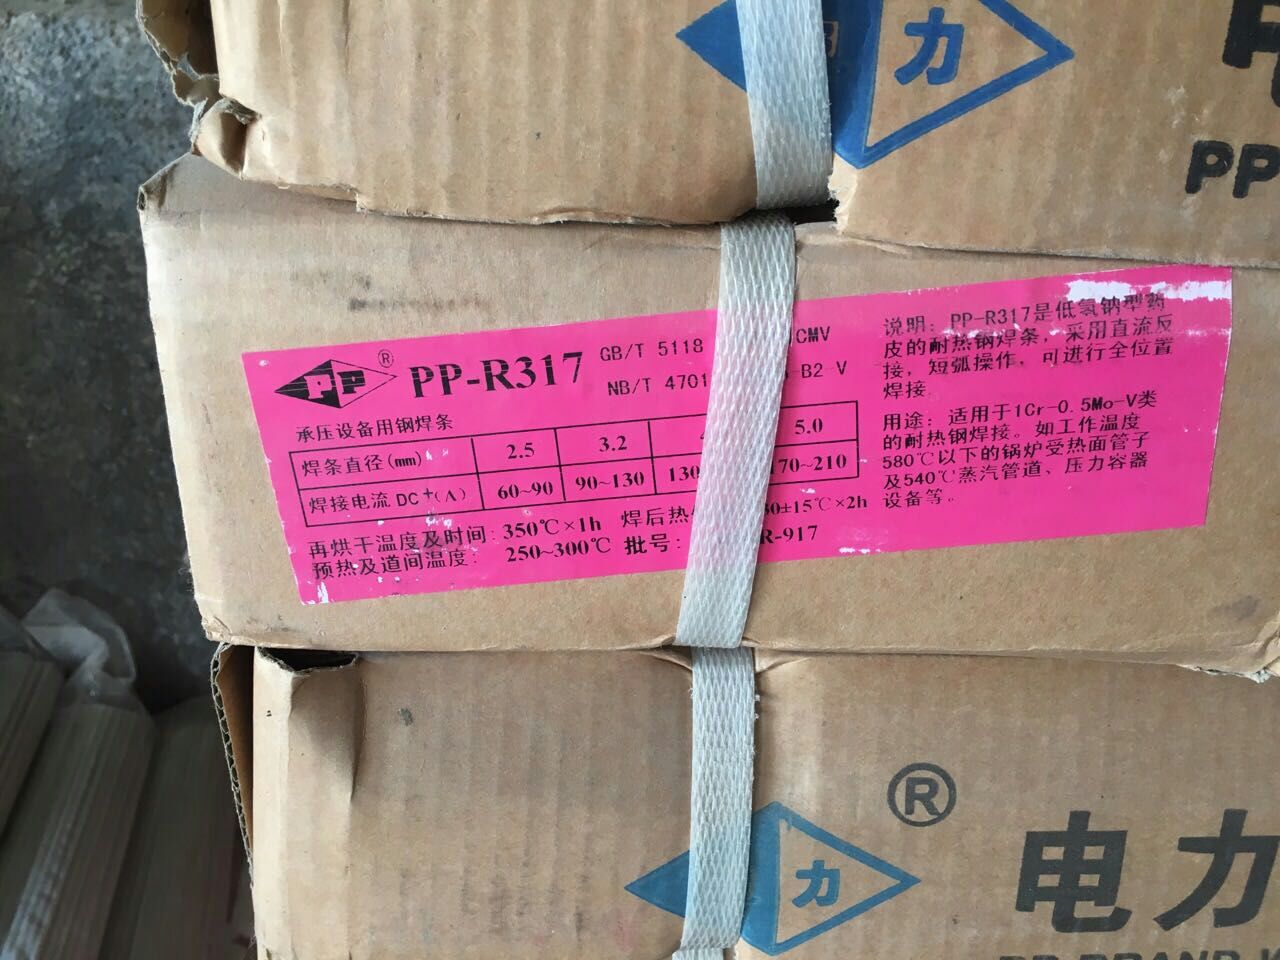 力
PP
PP ® PP-R317 GB/T 5118 CMV
NB/T 4701 B2-V
承压设备用钢焊条
焊条直径(mm) 2.5 3.2 5.0
焊接电流 DC+(A) 60~90 90~130 130 170~210
再烘干温度及时间: 350℃×1h 焊后热 30±15℃×2h
预热及道间温度: 250~300℃ 批号: R-917
说明: PP-R317是低氢钠型药
皮的耐热钢焊条，采用直流反
接，短弧操作，可进行全位置
焊接。
用途: 适用于1Cr-0.5Mo-V类
的耐热钢焊接。如工作温度
580℃以下的锅炉受热面管子
及540℃蒸汽管道、压力容器
设备等。
®
力 电力
PP BRAND